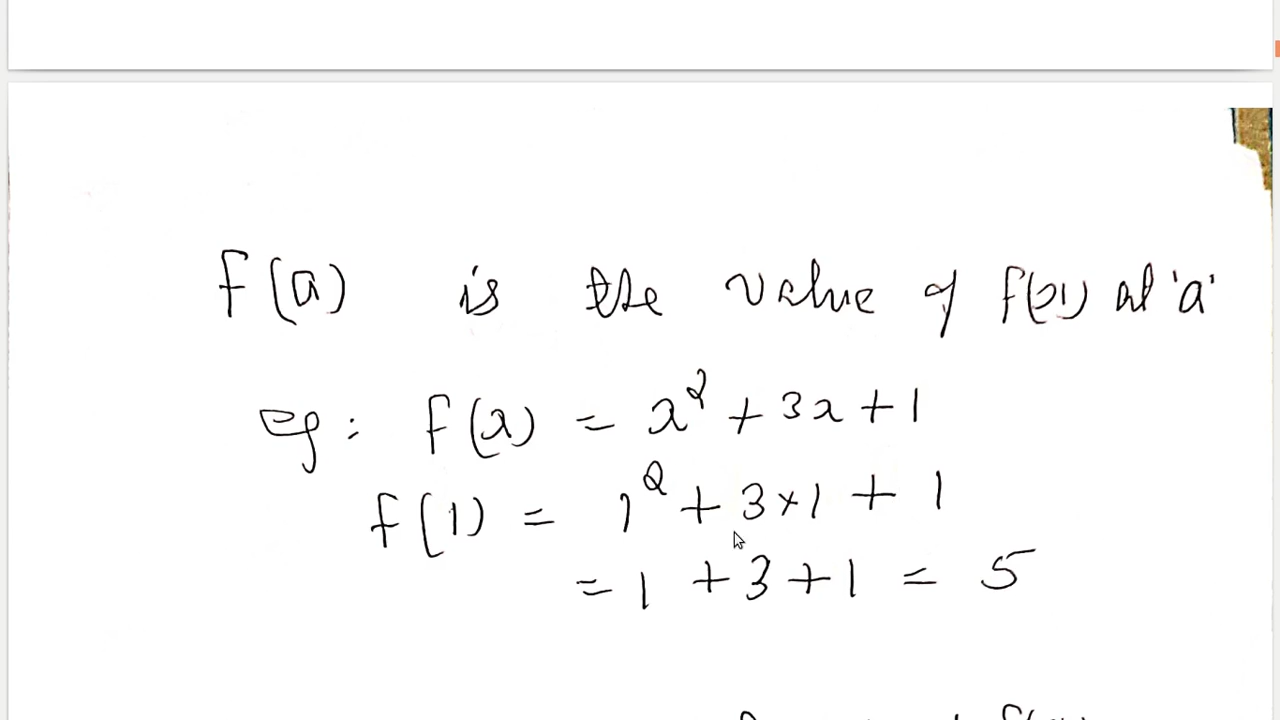 f(a) is the value of f(x) at 'a'
eg: f(x) = x² + 3x + 1
f(1) = 1² + 3×1 + 1
= 1 + 3 + 1 = 5